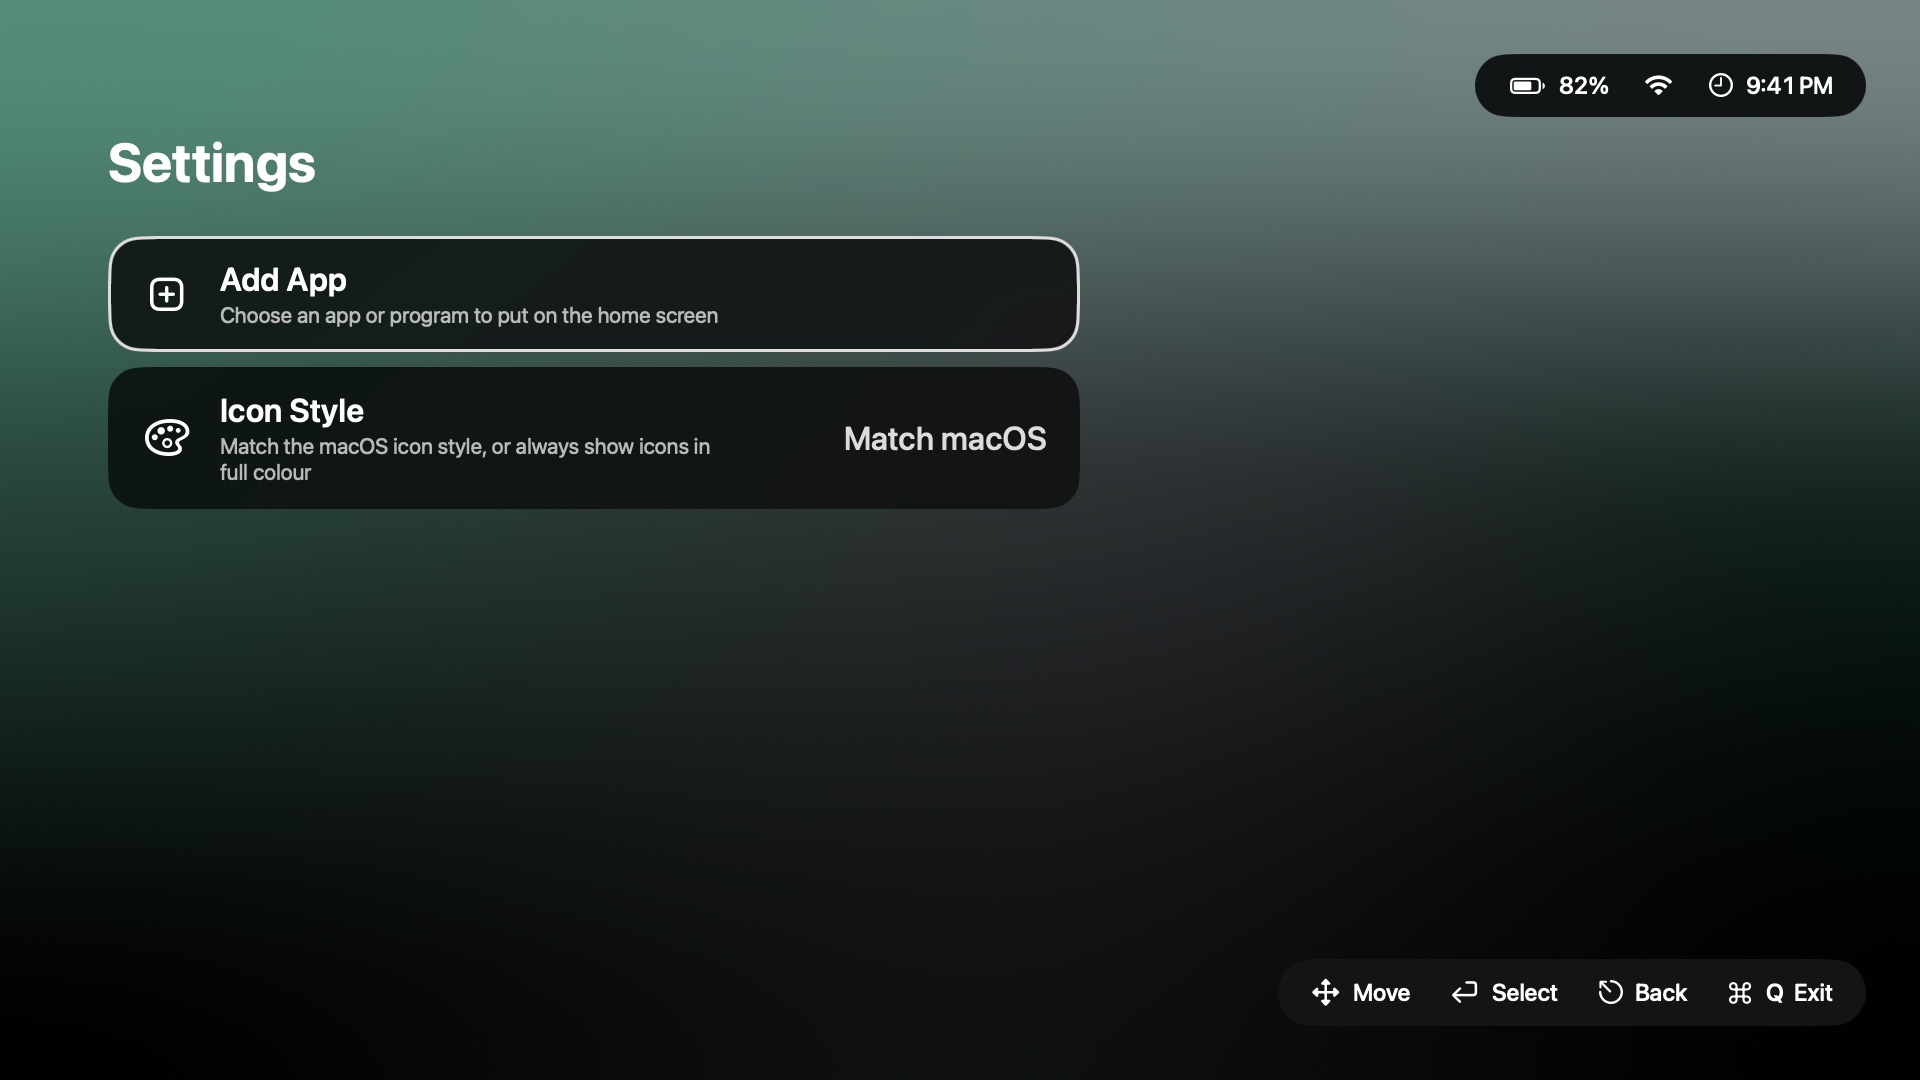 82%
9:41 PM
Settings
Add App
Choose an app or program to put on the home screen
Icon Style
Match the macOS icon style, or always show icons in
full colour
Match macOS
Move
Select
Back
⌘ Q Exit